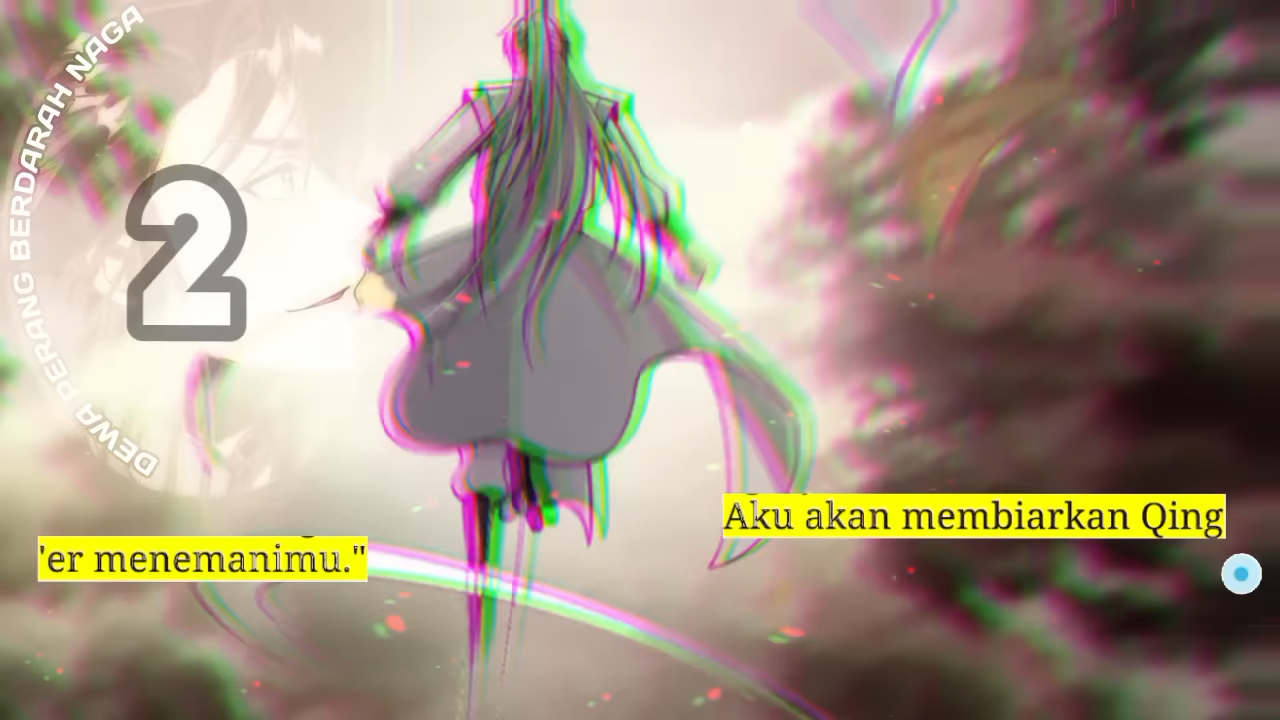 DEWA PERANG BERDARAH NAGA
2
Aku akan membiarkan Qing
'er menemanimu."